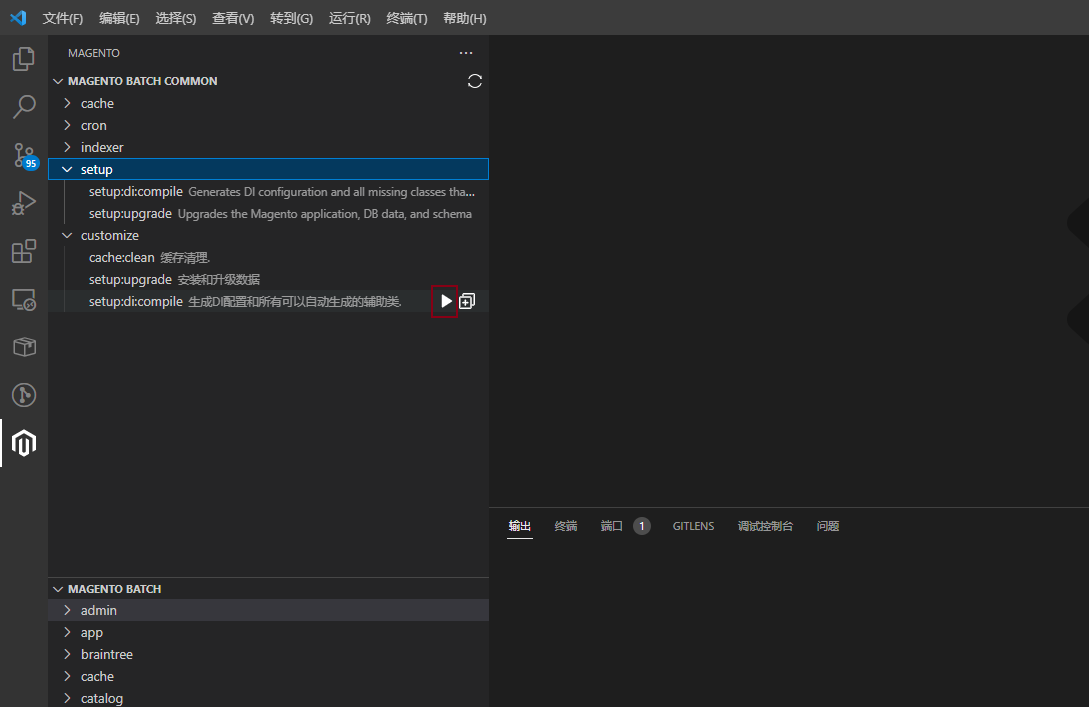 文件(F) 编辑(E) 选择(S) 查看(V) 转到(G) 运行(R) 终端(T) 帮助(H)
MAGENTO
MAGENTO BATCH COMMON
cache
cron
indexer
95
setup
setup:di:compile Generates DI configuration and all missing classes tha...
setup:upgrade Upgrades the Magento application, DB data, and schema
customize
cache:clean 缓存清理.
setup:upgrade 安装和升级数据
setup:di:compile 生成DI配置和所有可以自动生成的辅助类.
输出 终端 端口 1 GITLENS 调试控制台 问题
MAGENTO BATCH
admin
app
braintree
cache
catalog